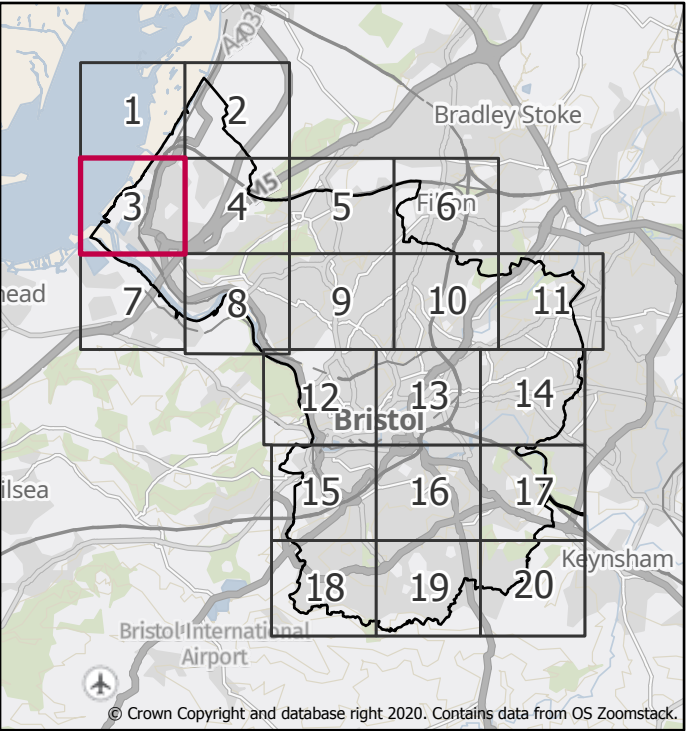 A403
1
2
Bradley Stoke
M5
3
4
5
Filton
6
head
7
8
9
10
11
12
13
14
Bristol
ilsea
15
16
17
Keynsham
18
19
20
Bristol International
Airport
© Crown Copyright and database right 2020. Contains data from OS Zoomstack.